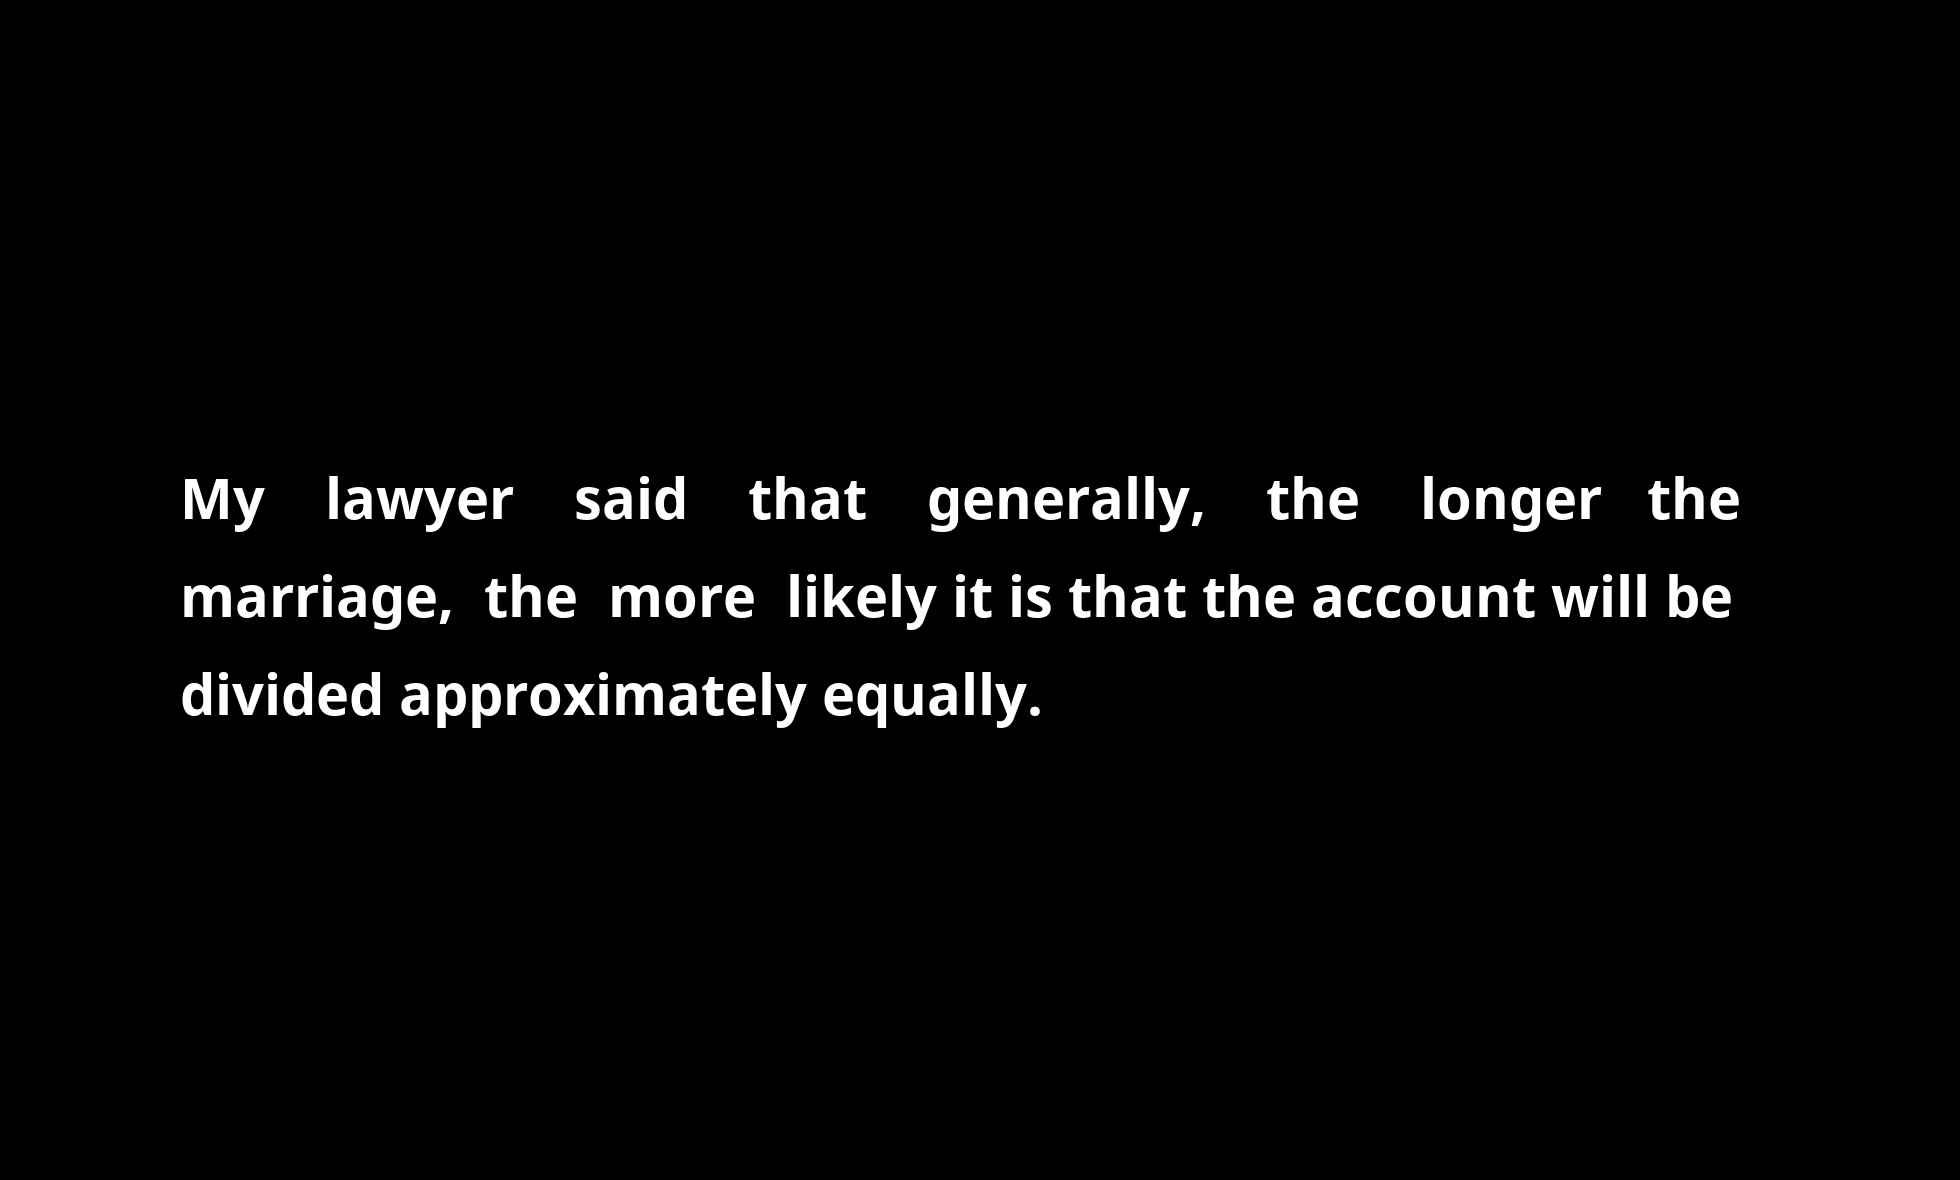 My lawyer said that generally, the longer the
marriage, the more likely it is that the account will be
divided approximately equally.